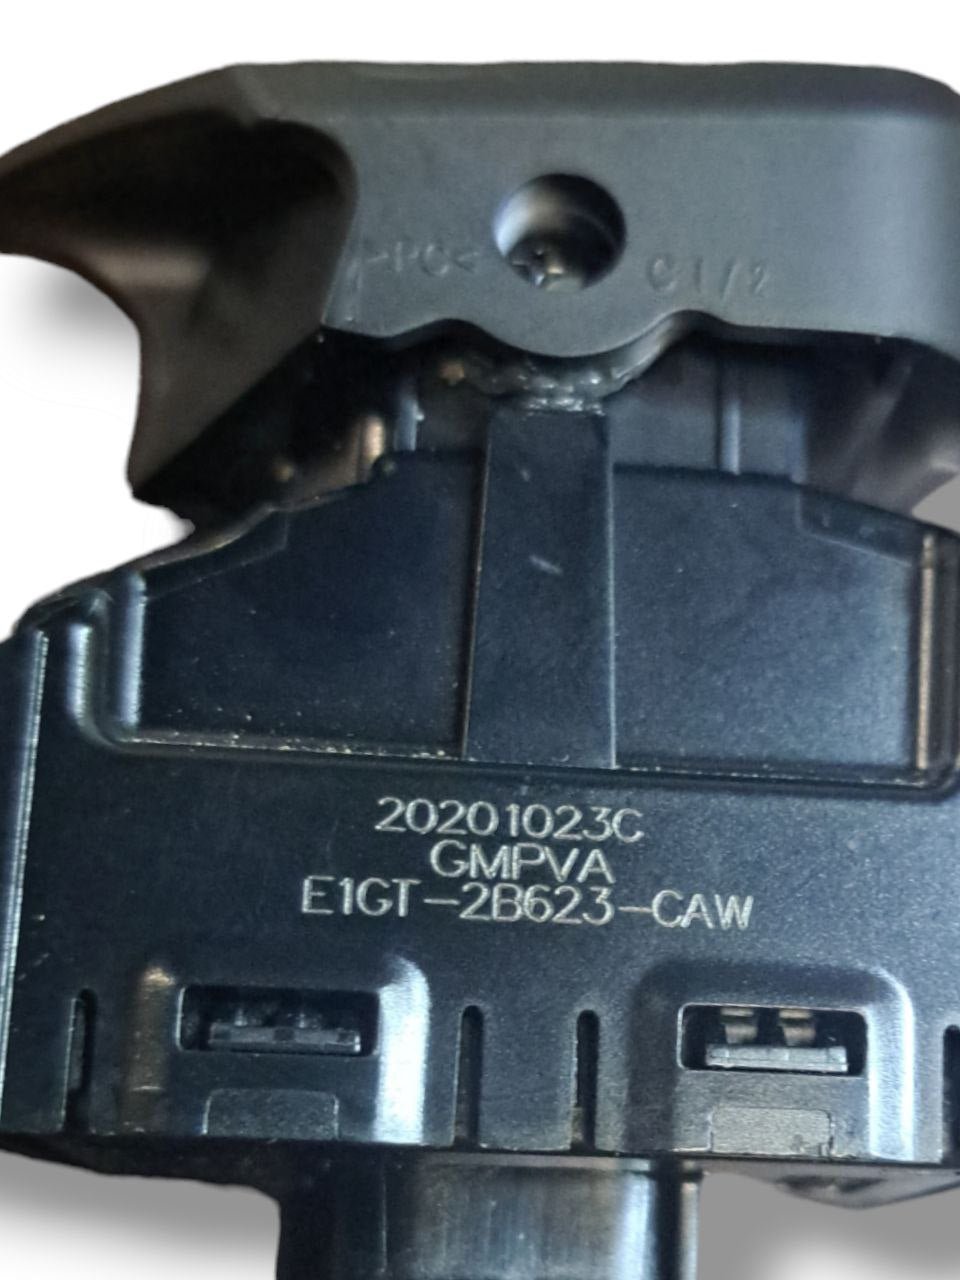 >PC< C1/2
20201023C
GMPVA
E1GT-2B623-CAW